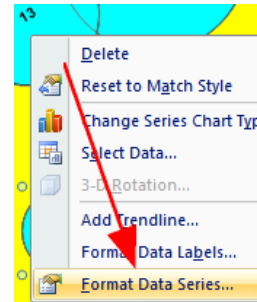 13
Delete
Reset to Match Style
Change Series Chart Typ
Select Data...
3-D Rotation...
Add Trendline...
Format Data Labels...
Format Data Series...